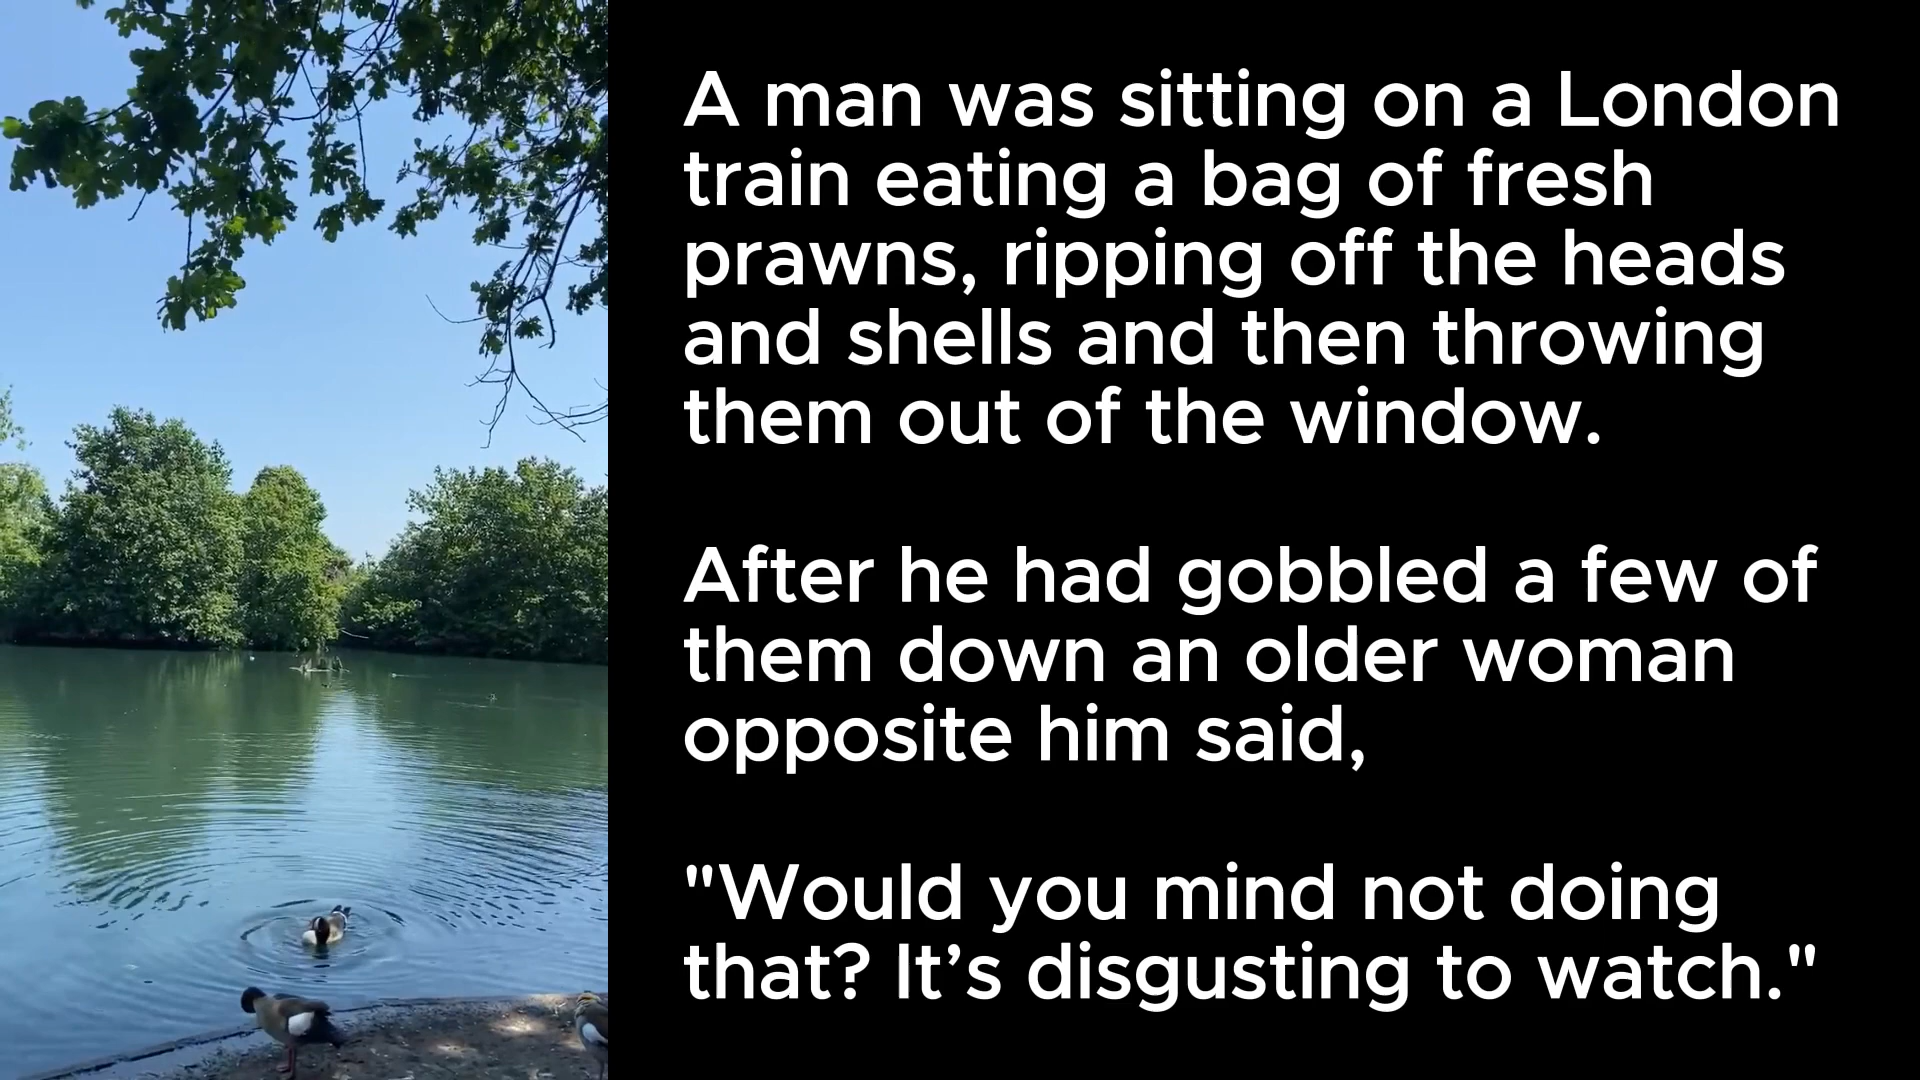 A man was sitting on a London
train eating a bag of fresh
prawns, ripping off the heads
and shells and then throwing
them out of the window.
After he had gobbled a few of
them down an older woman
opposite him said,
"Would you mind not doing
that? It’s disgusting to watch."